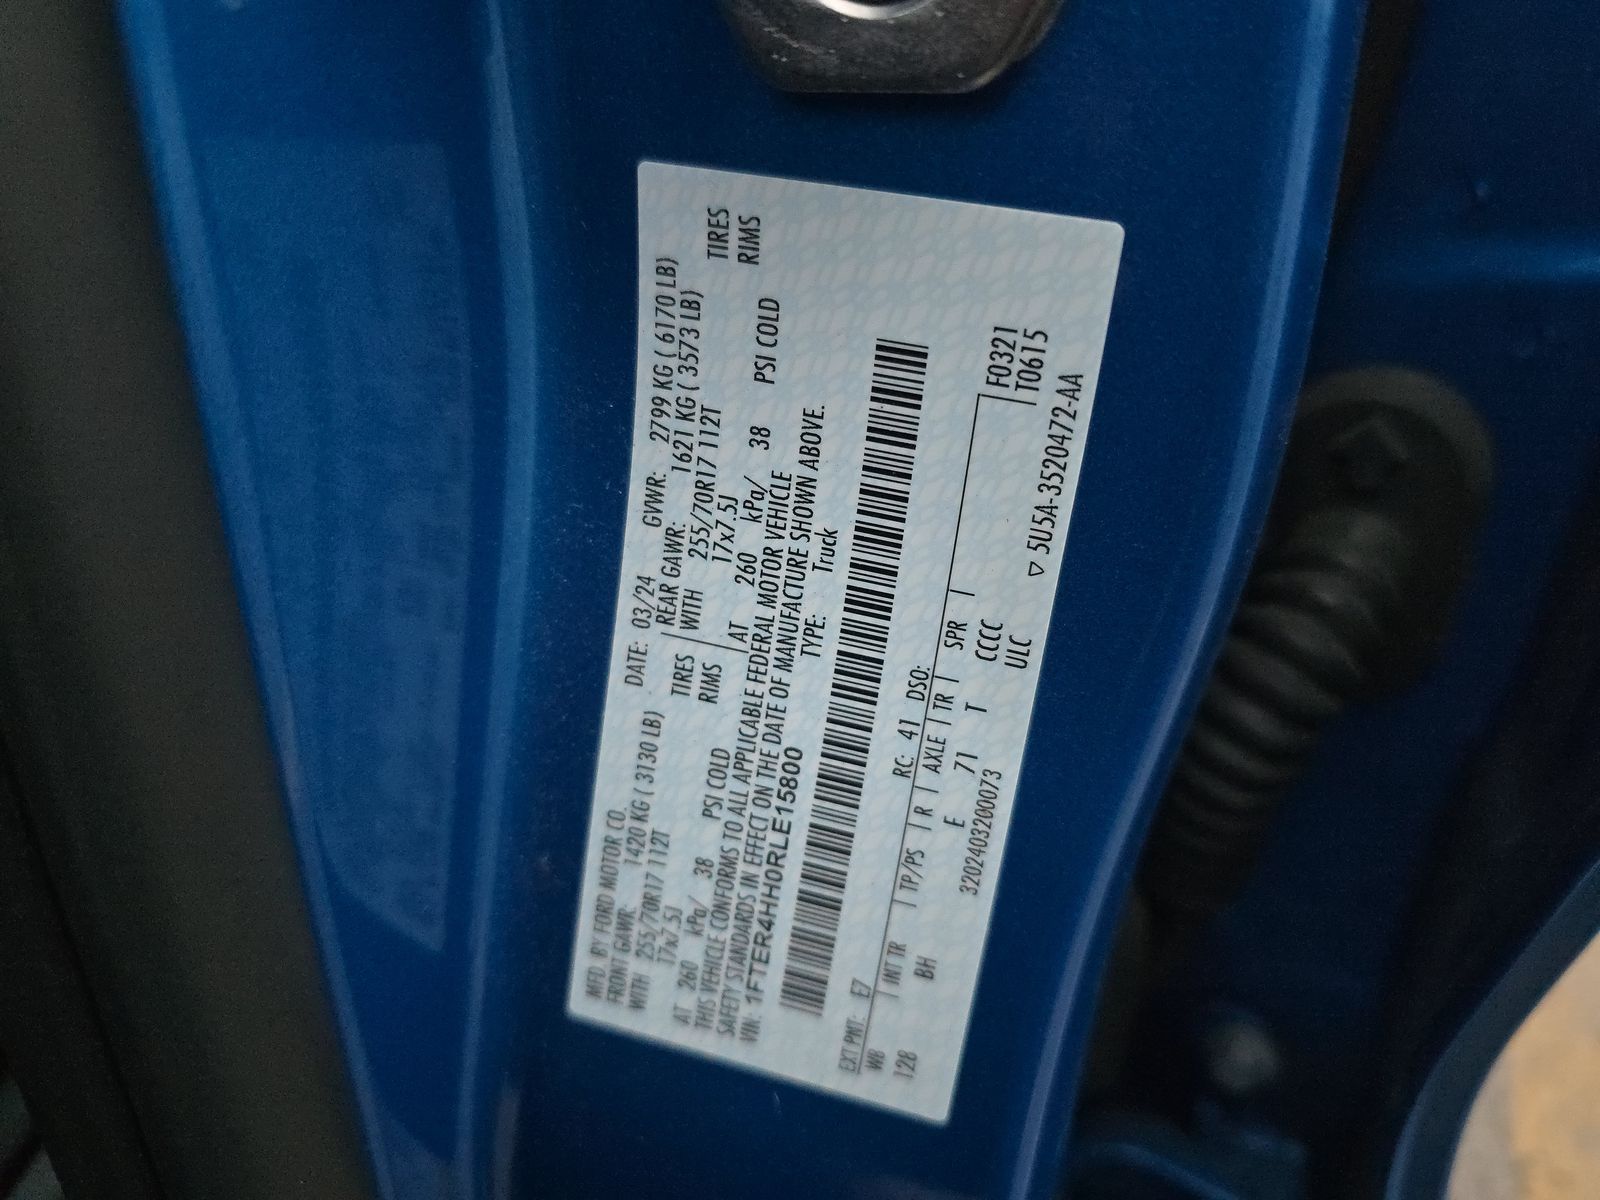 MFD. BY FORD MOTOR CO.
DATE: 03/24 GVWR: 2799 KG ( 6170 LB)
FRONT GAWR: 1420 KG ( 3130 LB) REAR GAWR: 1621 KG ( 3573 LB)
WITH 255/70R17 112T TIRES WITH 255/70R17 112T TIRES
17x7.5J RIMS 17x7.5J RIMS
AT 260 kPa/ 38 PSI COLD AT 260 kPa/ 38 PSI COLD
THIS VEHICLE CONFORMS TO ALL APPLICABLE FEDERAL MOTOR VEHICLE
SAFETY STANDARDS IN EFFECT ON THE DATE OF MANUFACTURE SHOWN ABOVE.
VIN: 1FTER4HH0RLE15800 TYPE: Truck
EXT PNT: E7 RC: 41 DSO:
WB INT TR TP/PS R AXLE TR SPR F0321
128 BH E 71 T CCCC T0615
3202403200073 ULC
▽ 5U5A-3520472-AA